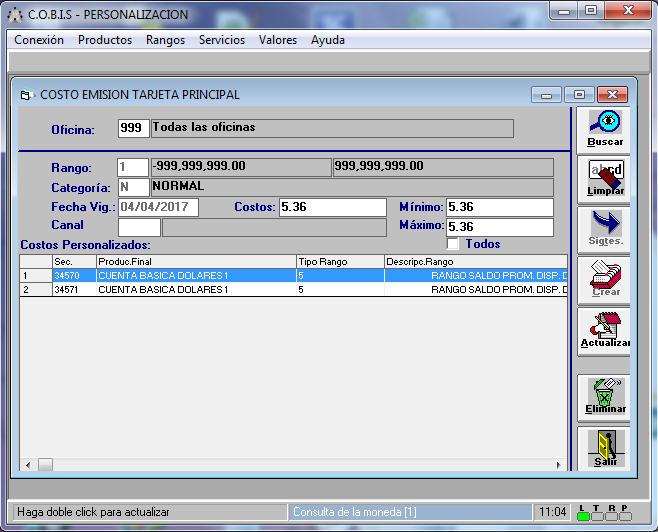 C.O.B.I.S - PERSONALIZACION
Conexión Productos Rangos Servicios Valores Ayuda
COSTO EMISION TARJETA PRINCIPAL
Oficina: 999 Todas las oficinas
Buscar
Rango: 1 -999,999,999.00 999,999,999.00
Categoría: N NORMAL
Limpiar
Fecha Vig.: 04/04/2017 Costos: 5.36 Mínimo: 5.36
Canal Máximo: 5.36
Costos Personalizados: Todos
Sigtes.
Sec. Produc.Final Tipo Rango Descripc.Rango
1 34570 CUENTA BASICA DOLARES 1 5 RANGO SALDO PROM. DISP. D
2 34571 CUENTA BASICA DOLARES 1 5 RANGO SALDO PROM. DISP. D
Crear
Actualizar
Eliminar
Salir
Haga doble click para actualizar Consulta de la moneda [1] 11:04 L T R P